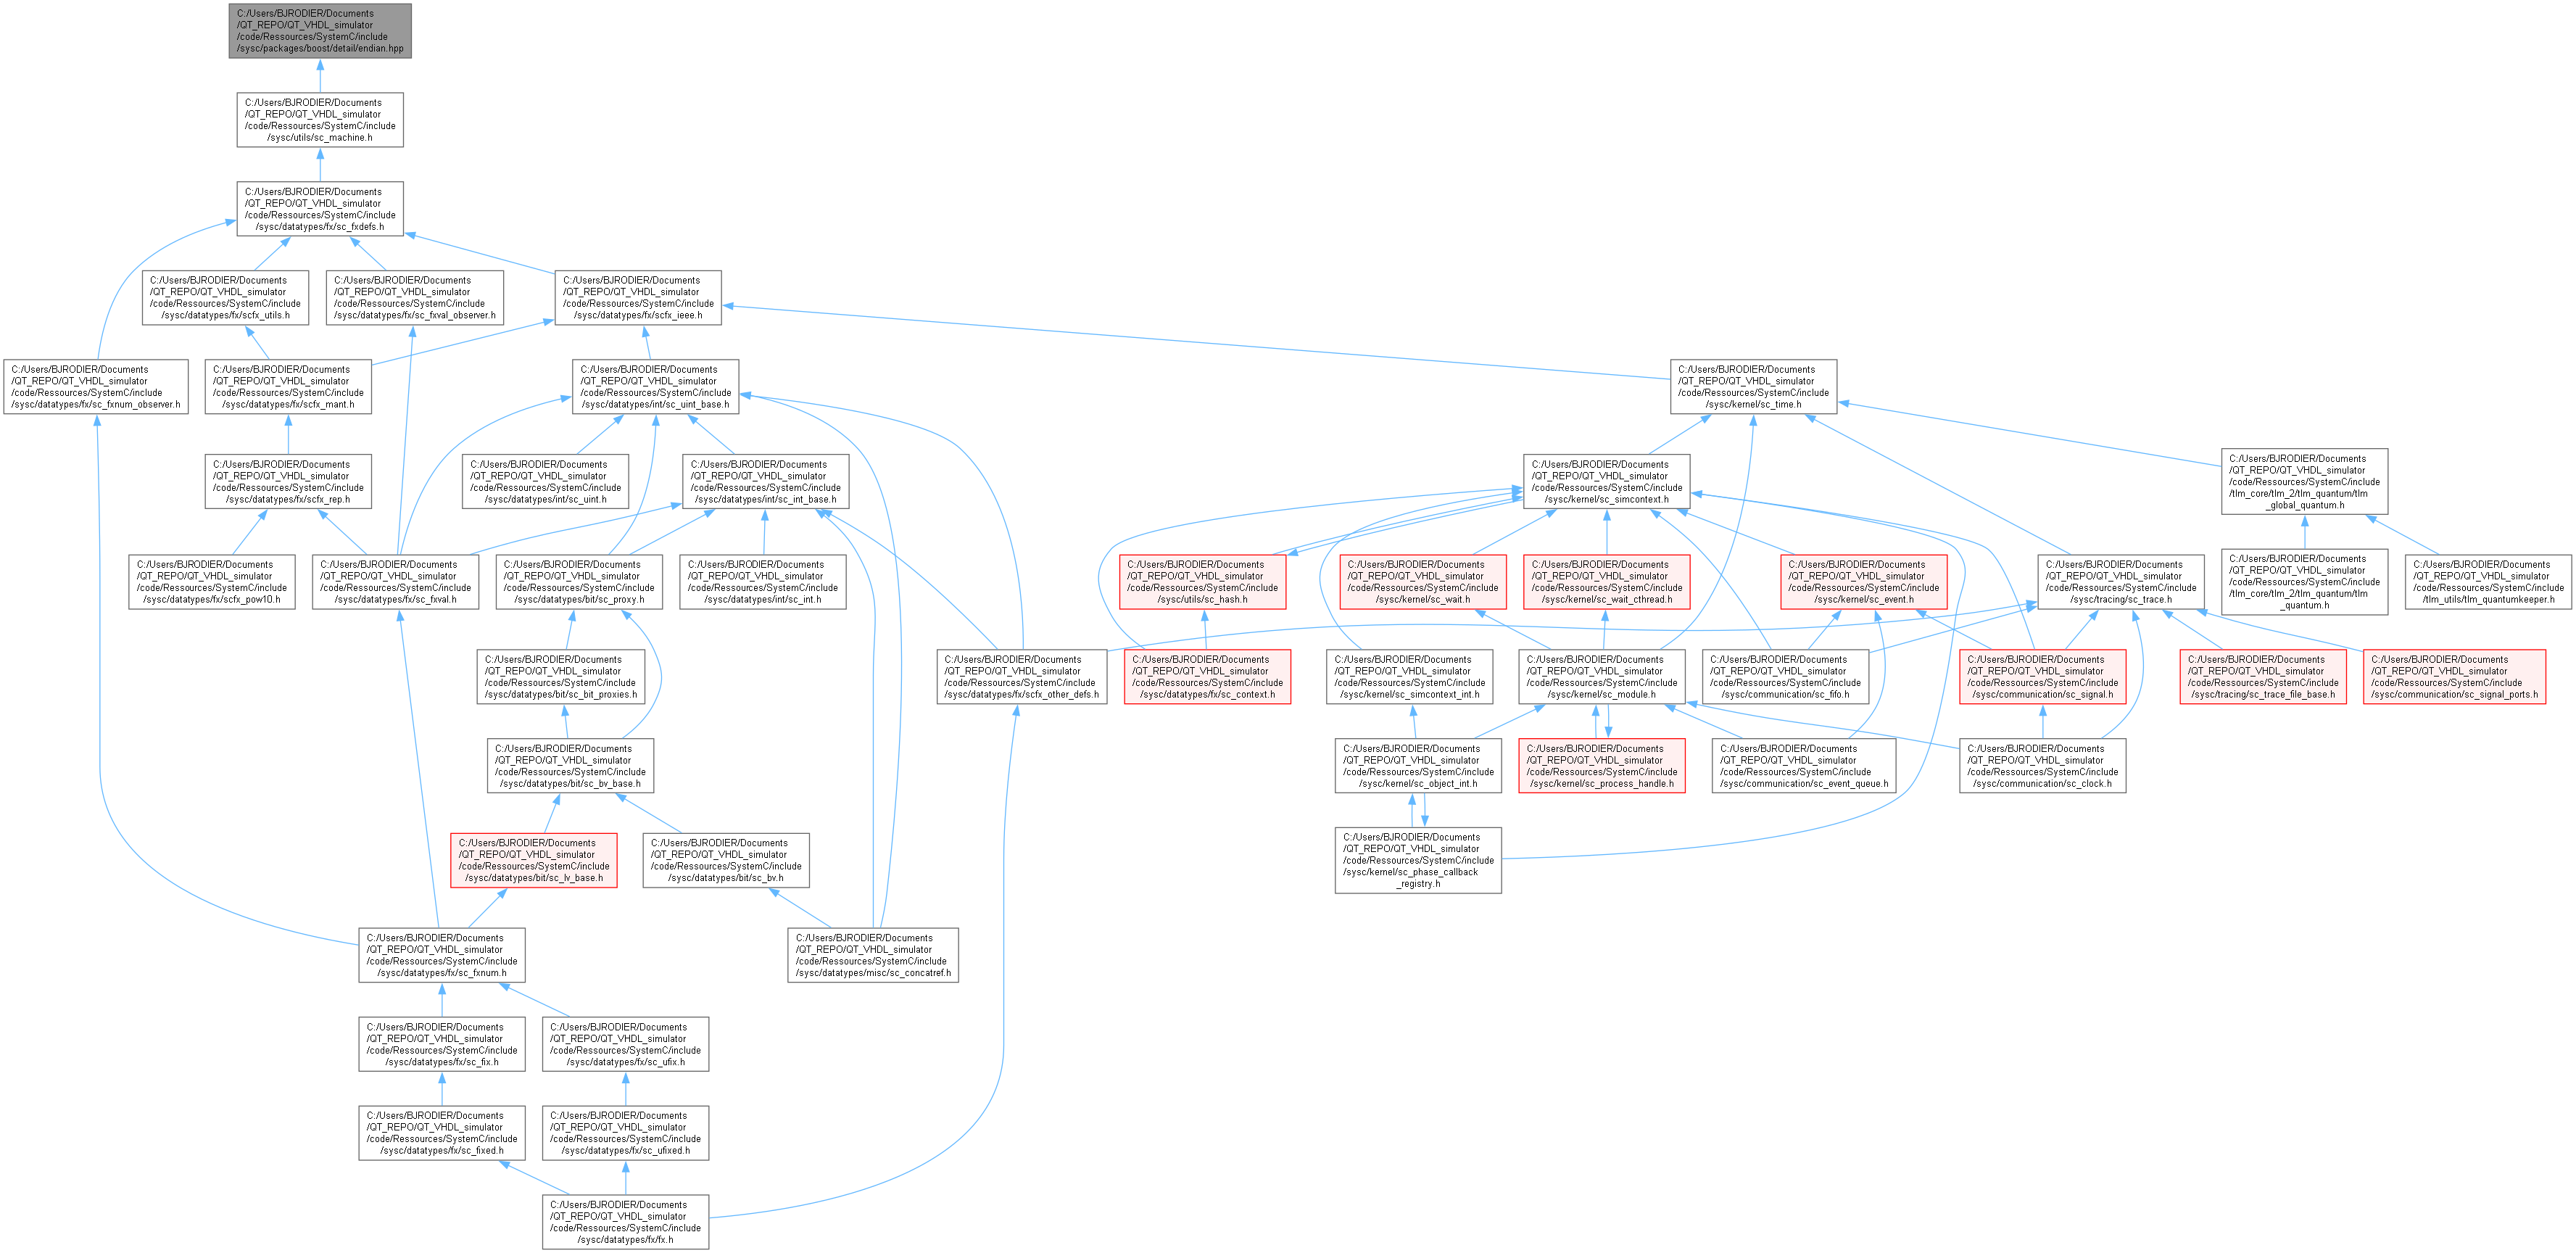 C:/Users/BJRODIER/Documents
/QT_REPO/QT_VHDL_simulator
/code/Ressources/SystemC/include
/sysc/packages/boost/detail/endian.hpp
C:/Users/BJRODIER/Documents
/QT_REPO/QT_VHDL_simulator
/code/Ressources/SystemC/include
/sysc/utils/sc_machine.h
C:/Users/BJRODIER/Documents
/QT_REPO/QT_VHDL_simulator
/code/Ressources/SystemC/include
/sysc/datatypes/fx/sc_fxdefs.h
C:/Users/BJRODIER/Documents
/QT_REPO/QT_VHDL_simulator
/code/Ressources/SystemC/include
/sysc/datatypes/fx/scfx_utils.h
C:/Users/BJRODIER/Documents
/QT_REPO/QT_VHDL_simulator
/code/Ressources/SystemC/include
/sysc/datatypes/fx/sc_fxval_observer.h
C:/Users/BJRODIER/Documents
/QT_REPO/QT_VHDL_simulator
/code/Ressources/SystemC/include
/sysc/datatypes/fx/scfx_ieee.h
C:/Users/BJRODIER/Documents
/QT_REPO/QT_VHDL_simulator
/code/Ressources/SystemC/include
/sysc/datatypes/fx/sc_fxnum_observer.h
C:/Users/BJRODIER/Documents
/QT_REPO/QT_VHDL_simulator
/code/Ressources/SystemC/include
/sysc/datatypes/fx/scfx_mant.h
C:/Users/BJRODIER/Documents
/QT_REPO/QT_VHDL_simulator
/code/Ressources/SystemC/include
/sysc/datatypes/int/sc_uint_base.h
C:/Users/BJRODIER/Documents
/QT_REPO/QT_VHDL_simulator
/code/Ressources/SystemC/include
/sysc/kernel/sc_time.h
C:/Users/BJRODIER/Documents
/QT_REPO/QT_VHDL_simulator
/code/Ressources/SystemC/include
/sysc/datatypes/fx/scfx_rep.h
C:/Users/BJRODIER/Documents
/QT_REPO/QT_VHDL_simulator
/code/Ressources/SystemC/include
/sysc/datatypes/int/sc_uint.h
C:/Users/BJRODIER/Documents
/QT_REPO/QT_VHDL_simulator
/code/Ressources/SystemC/include
/sysc/datatypes/int/sc_int_base.h
C:/Users/BJRODIER/Documents
/QT_REPO/QT_VHDL_simulator
/code/Ressources/SystemC/include
/sysc/kernel/sc_simcontext.h
C:/Users/BJRODIER/Documents
/QT_REPO/QT_VHDL_simulator
/code/Ressources/SystemC/include
/tlm_core/tlm_2/tlm_quantum/tlm
_global_quantum.h
C:/Users/BJRODIER/Documents
/QT_REPO/QT_VHDL_simulator
/code/Ressources/SystemC/include
/sysc/datatypes/fx/scfx_pow10.h
C:/Users/BJRODIER/Documents
/QT_REPO/QT_VHDL_simulator
/code/Ressources/SystemC/include
/sysc/datatypes/fx/sc_fxval.h
C:/Users/BJRODIER/Documents
/QT_REPO/QT_VHDL_simulator
/code/Ressources/SystemC/include
/sysc/datatypes/bit/sc_proxy.h
C:/Users/BJRODIER/Documents
/QT_REPO/QT_VHDL_simulator
/code/Ressources/SystemC/include
/sysc/datatypes/int/sc_int.h
C:/Users/BJRODIER/Documents
/QT_REPO/QT_VHDL_simulator
/code/Ressources/SystemC/include
/sysc/utils/sc_hash.h
C:/Users/BJRODIER/Documents
/QT_REPO/QT_VHDL_simulator
/code/Ressources/SystemC/include
/sysc/kernel/sc_wait.h
C:/Users/BJRODIER/Documents
/QT_REPO/QT_VHDL_simulator
/code/Ressources/SystemC/include
/sysc/kernel/sc_wait_cthread.h
C:/Users/BJRODIER/Documents
/QT_REPO/QT_VHDL_simulator
/code/Ressources/SystemC/include
/sysc/kernel/sc_event.h
C:/Users/BJRODIER/Documents
/QT_REPO/QT_VHDL_simulator
/code/Ressources/SystemC/include
/sysc/tracing/sc_trace.h
C:/Users/BJRODIER/Documents
/QT_REPO/QT_VHDL_simulator
/code/Ressources/SystemC/include
/tlm_core/tlm_2/tlm_quantum/tlm
_quantum.h
C:/Users/BJRODIER/Documents
/QT_REPO/QT_VHDL_simulator
/code/Ressources/SystemC/include
/tlm_utils/tlm_quantumkeeper.h
C:/Users/BJRODIER/Documents
/QT_REPO/QT_VHDL_simulator
/code/Ressources/SystemC/include
/sysc/datatypes/bit/sc_bit_proxies.h
C:/Users/BJRODIER/Documents
/QT_REPO/QT_VHDL_simulator
/code/Ressources/SystemC/include
/sysc/datatypes/fx/scfx_other_defs.h
C:/Users/BJRODIER/Documents
/QT_REPO/QT_VHDL_simulator
/code/Ressources/SystemC/include
/sysc/datatypes/fx/sc_context.h
C:/Users/BJRODIER/Documents
/QT_REPO/QT_VHDL_simulator
/code/Ressources/SystemC/include
/sysc/kernel/sc_simcontext_int.h
C:/Users/BJRODIER/Documents
/QT_REPO/QT_VHDL_simulator
/code/Ressources/SystemC/include
/sysc/kernel/sc_module.h
C:/Users/BJRODIER/Documents
/QT_REPO/QT_VHDL_simulator
/code/Ressources/SystemC/include
/sysc/communication/sc_fifo.h
C:/Users/BJRODIER/Documents
/QT_REPO/QT_VHDL_simulator
/code/Ressources/SystemC/include
/sysc/communication/sc_signal.h
C:/Users/BJRODIER/Documents
/QT_REPO/QT_VHDL_simulator
/code/Ressources/SystemC/include
/sysc/tracing/sc_trace_file_base.h
C:/Users/BJRODIER/Documents
/QT_REPO/QT_VHDL_simulator
/code/Ressources/SystemC/include
/sysc/communication/sc_signal_ports.h
C:/Users/BJRODIER/Documents
/QT_REPO/QT_VHDL_simulator
/code/Ressources/SystemC/include
/sysc/datatypes/bit/sc_bv_base.h
C:/Users/BJRODIER/Documents
/QT_REPO/QT_VHDL_simulator
/code/Ressources/SystemC/include
/sysc/kernel/sc_object_int.h
C:/Users/BJRODIER/Documents
/QT_REPO/QT_VHDL_simulator
/code/Ressources/SystemC/include
/sysc/kernel/sc_process_handle.h
C:/Users/BJRODIER/Documents
/QT_REPO/QT_VHDL_simulator
/code/Ressources/SystemC/include
/sysc/communication/sc_event_queue.h
C:/Users/BJRODIER/Documents
/QT_REPO/QT_VHDL_simulator
/code/Ressources/SystemC/include
/sysc/communication/sc_clock.h
C:/Users/BJRODIER/Documents
/QT_REPO/QT_VHDL_simulator
/code/Ressources/SystemC/include
/sysc/datatypes/bit/sc_lv_base.h
C:/Users/BJRODIER/Documents
/QT_REPO/QT_VHDL_simulator
/code/Ressources/SystemC/include
/sysc/datatypes/bit/sc_bv.h
C:/Users/BJRODIER/Documents
/QT_REPO/QT_VHDL_simulator
/code/Ressources/SystemC/include
/sysc/kernel/sc_phase_callback
_registry.h
C:/Users/BJRODIER/Documents
/QT_REPO/QT_VHDL_simulator
/code/Ressources/SystemC/include
/sysc/datatypes/fx/sc_fxnum.h
C:/Users/BJRODIER/Documents
/QT_REPO/QT_VHDL_simulator
/code/Ressources/SystemC/include
/sysc/datatypes/misc/sc_concatref.h
C:/Users/BJRODIER/Documents
/QT_REPO/QT_VHDL_simulator
/code/Ressources/SystemC/include
/sysc/datatypes/fx/sc_fix.h
C:/Users/BJRODIER/Documents
/QT_REPO/QT_VHDL_simulator
/code/Ressources/SystemC/include
/sysc/datatypes/fx/sc_ufix.h
C:/Users/BJRODIER/Documents
/QT_REPO/QT_VHDL_simulator
/code/Ressources/SystemC/include
/sysc/datatypes/fx/sc_fixed.h
C:/Users/BJRODIER/Documents
/QT_REPO/QT_VHDL_simulator
/code/Ressources/SystemC/include
/sysc/datatypes/fx/sc_ufixed.h
C:/Users/BJRODIER/Documents
/QT_REPO/QT_VHDL_simulator
/code/Ressources/SystemC/include
/sysc/datatypes/fx/fx.h